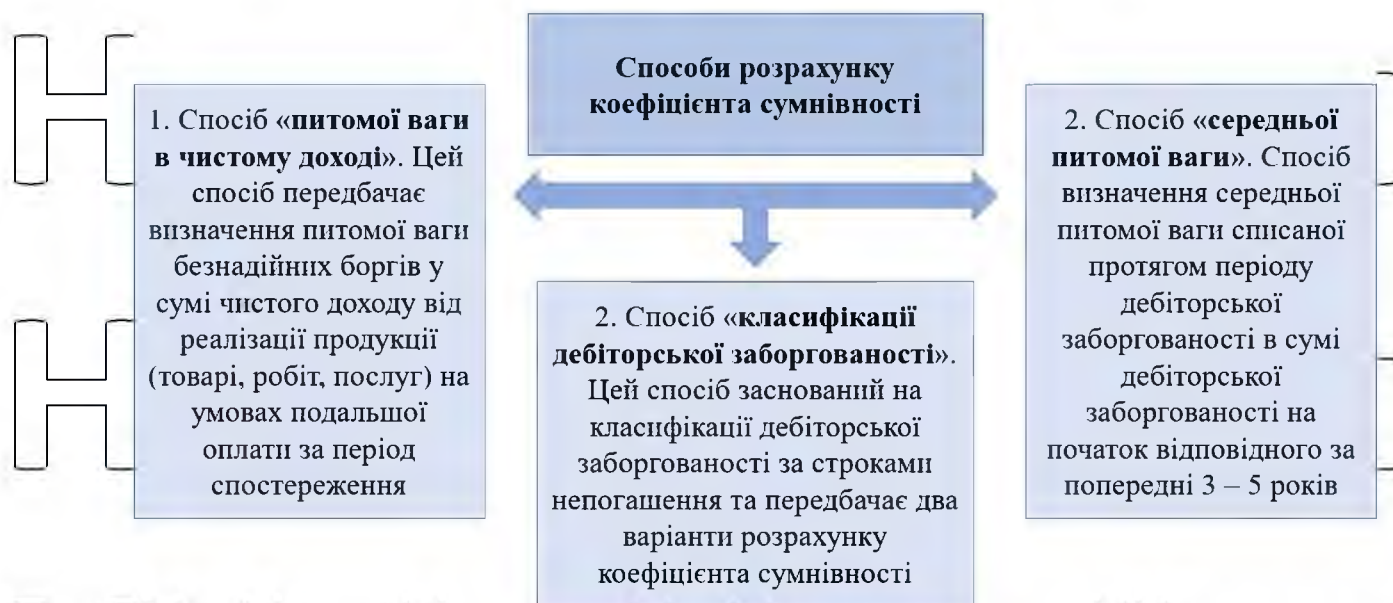 Способи розрахунку
коефіцієнта сумнівності
1. Спосіб «питомої ваги
в чистому доході». Цей
спосіб передбачає
визначення питомої ваги
безнадійних боргів у
сумі чистого доходу від
реалізації продукції
(товарі, робіт, послуг) на
умовах подальшої
оплати за період
спостереження
2. Спосіб «класифікації
дебіторської заборгованості».
Цей спосіб заснований на
класифікації дебіторської
заборгованості за строками
непогашення та передбачає два
варіанти розрахунку
коефіцієнта сумнівності
2. Спосіб «середньої
питомої ваги». Спосіб
визначення середньої
питомої ваги списаної
протягом періоду
дебіторської
заборгованості в сумі
дебіторської
заборгованості на
початок відповідного за
попередні 3 – 5 років